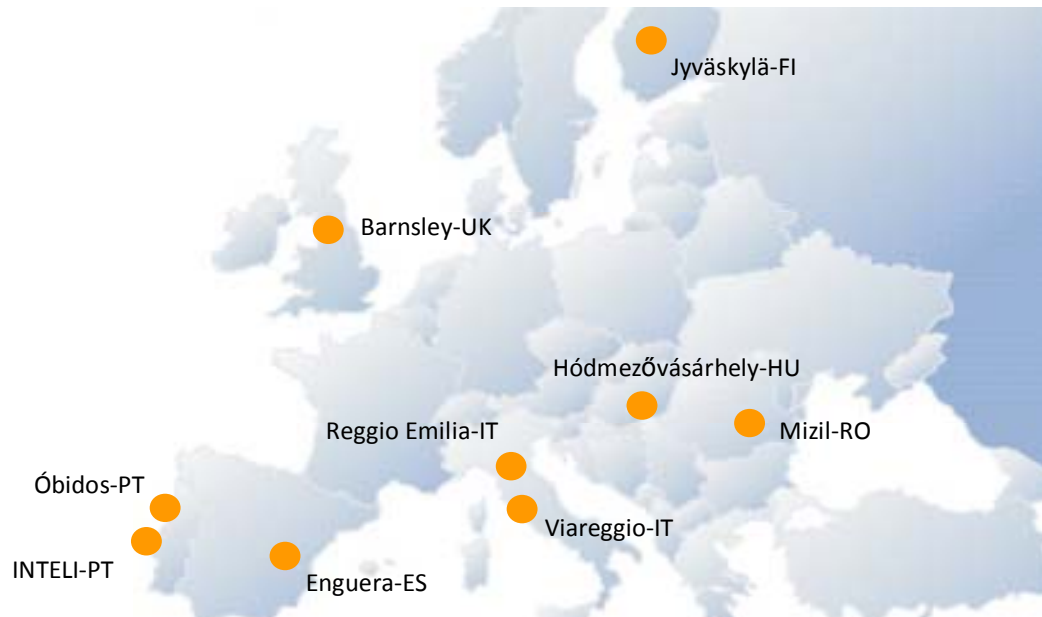 Jyväskylä-FI
Barnsley-UK
Hódmezővásárhely-HU
Reggio Emilia-IT
Mizil-RO
Óbidos-PT
Viareggio-IT
INTELI-PT
Enguera-ES